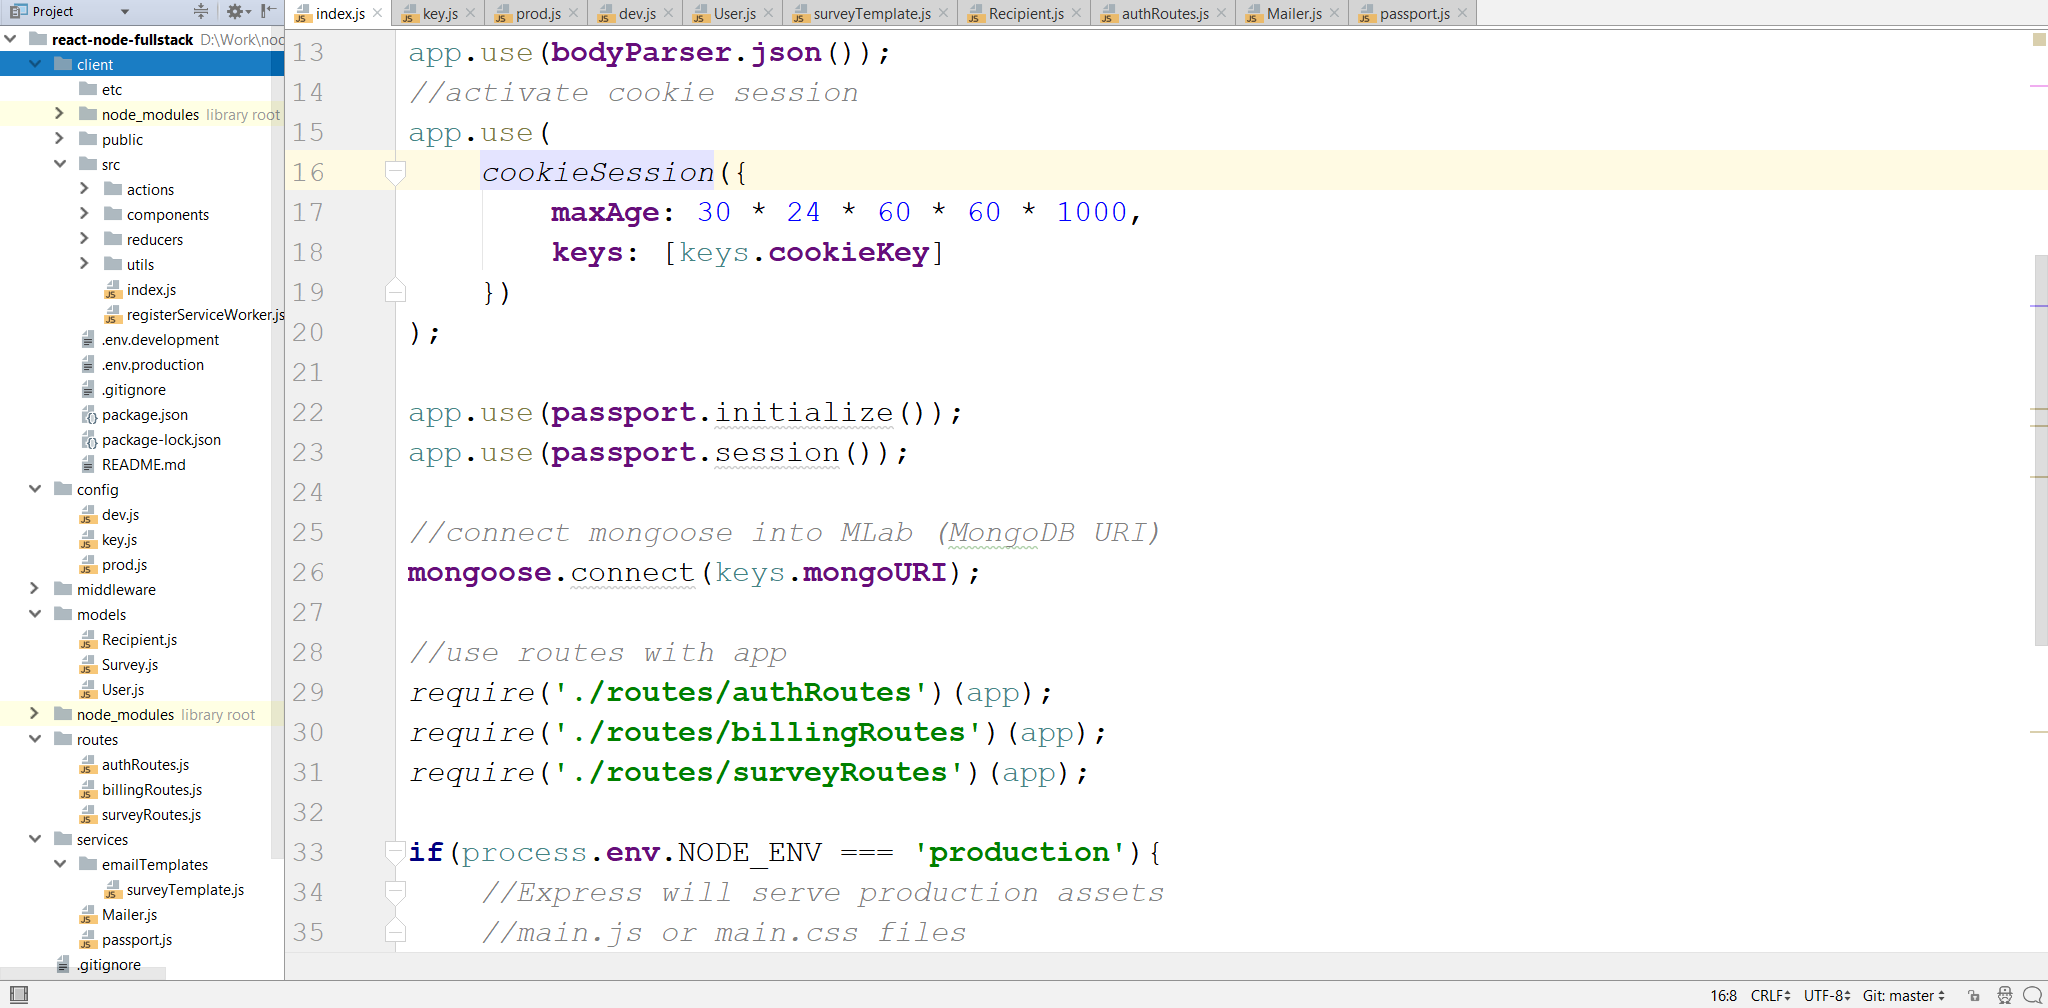 Project
index.js
key.js
prod.js
dev.js
User.js
surveyTemplate.js
Recipient.js
authRoutes.js
Mailer.js
passport.js
react-node-fullstack D:\Work\nod
client
etc
node_modules library root
public
src
actions
components
reducers
utils
index.js
registerServiceWorker.js
.env.development
.env.production
.gitignore
package.json
package-lock.json
README.md
config
dev.js
key.js
prod.js
middleware
models
Recipient.js
Survey.js
User.js
node_modules library root
routes
authRoutes.js
billingRoutes.js
surveyRoutes.js
services
emailTemplates
surveyTemplate.js
Mailer.js
passport.js
.gitignore
13 app.use(bodyParser.json());
14 //activate cookie session
15 app.use(
16     cookieSession({
17         maxAge: 30 * 24 * 60 * 60 * 1000,
18         keys: [keys.cookieKey]
19     })
20 );
21
22 app.use(passport.initialize());
23 app.use(passport.session());
24
25 //connect mongoose into MLab (MongoDB URI)
26 mongoose.connect(keys.mongoURI);
27
28 //use routes with app
29 require('./routes/authRoutes')(app);
30 require('./routes/billingRoutes')(app);
31 require('./routes/surveyRoutes')(app);
32
33 if(process.env.NODE_ENV === 'production'){
34     //Express will serve production assets
35     //main.js or main.css files
16:8 CRLF UTF-8 Git: master